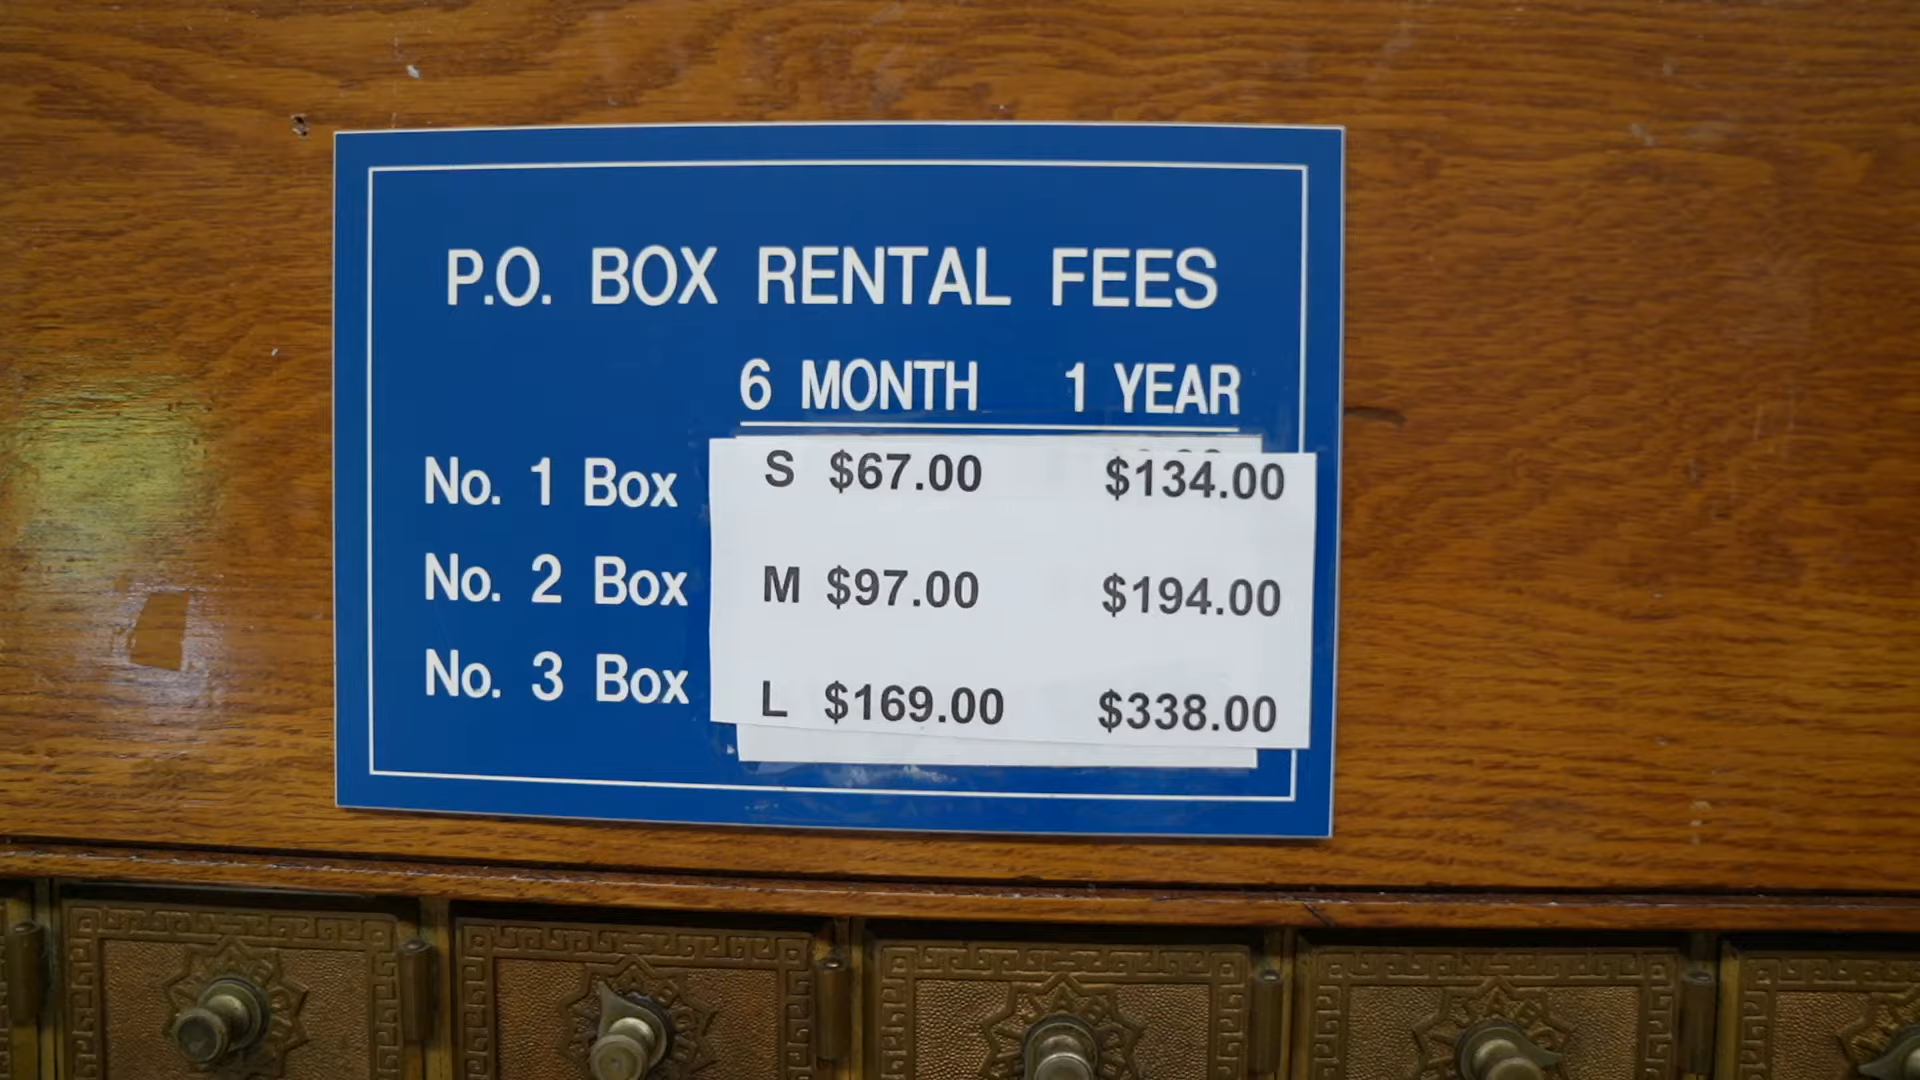 P.O. BOX RENTAL FEES
6 MONTH 1 YEAR
No. 1 Box S $67.00 $134.00
No. 2 Box M $97.00 $194.00
No. 3 Box L $169.00 $338.00